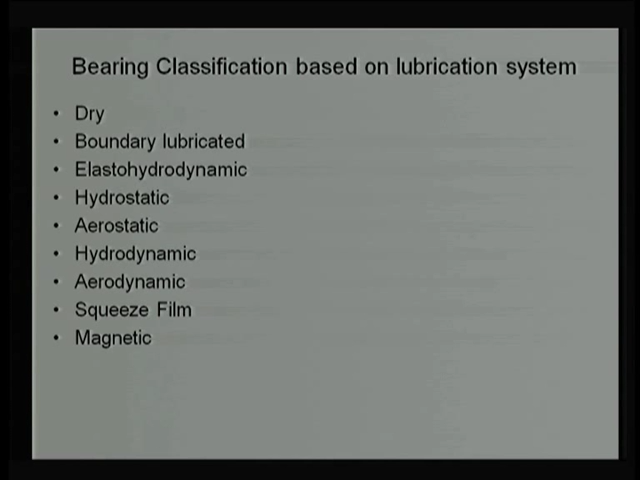 Bearing Classification based on lubrication system
• Dry
• Boundary lubricated
• Elastohydrodynamic
• Hydrostatic
• Aerostatic
• Hydrodynamic
• Aerodynamic
• Squeeze Film
• Magnetic